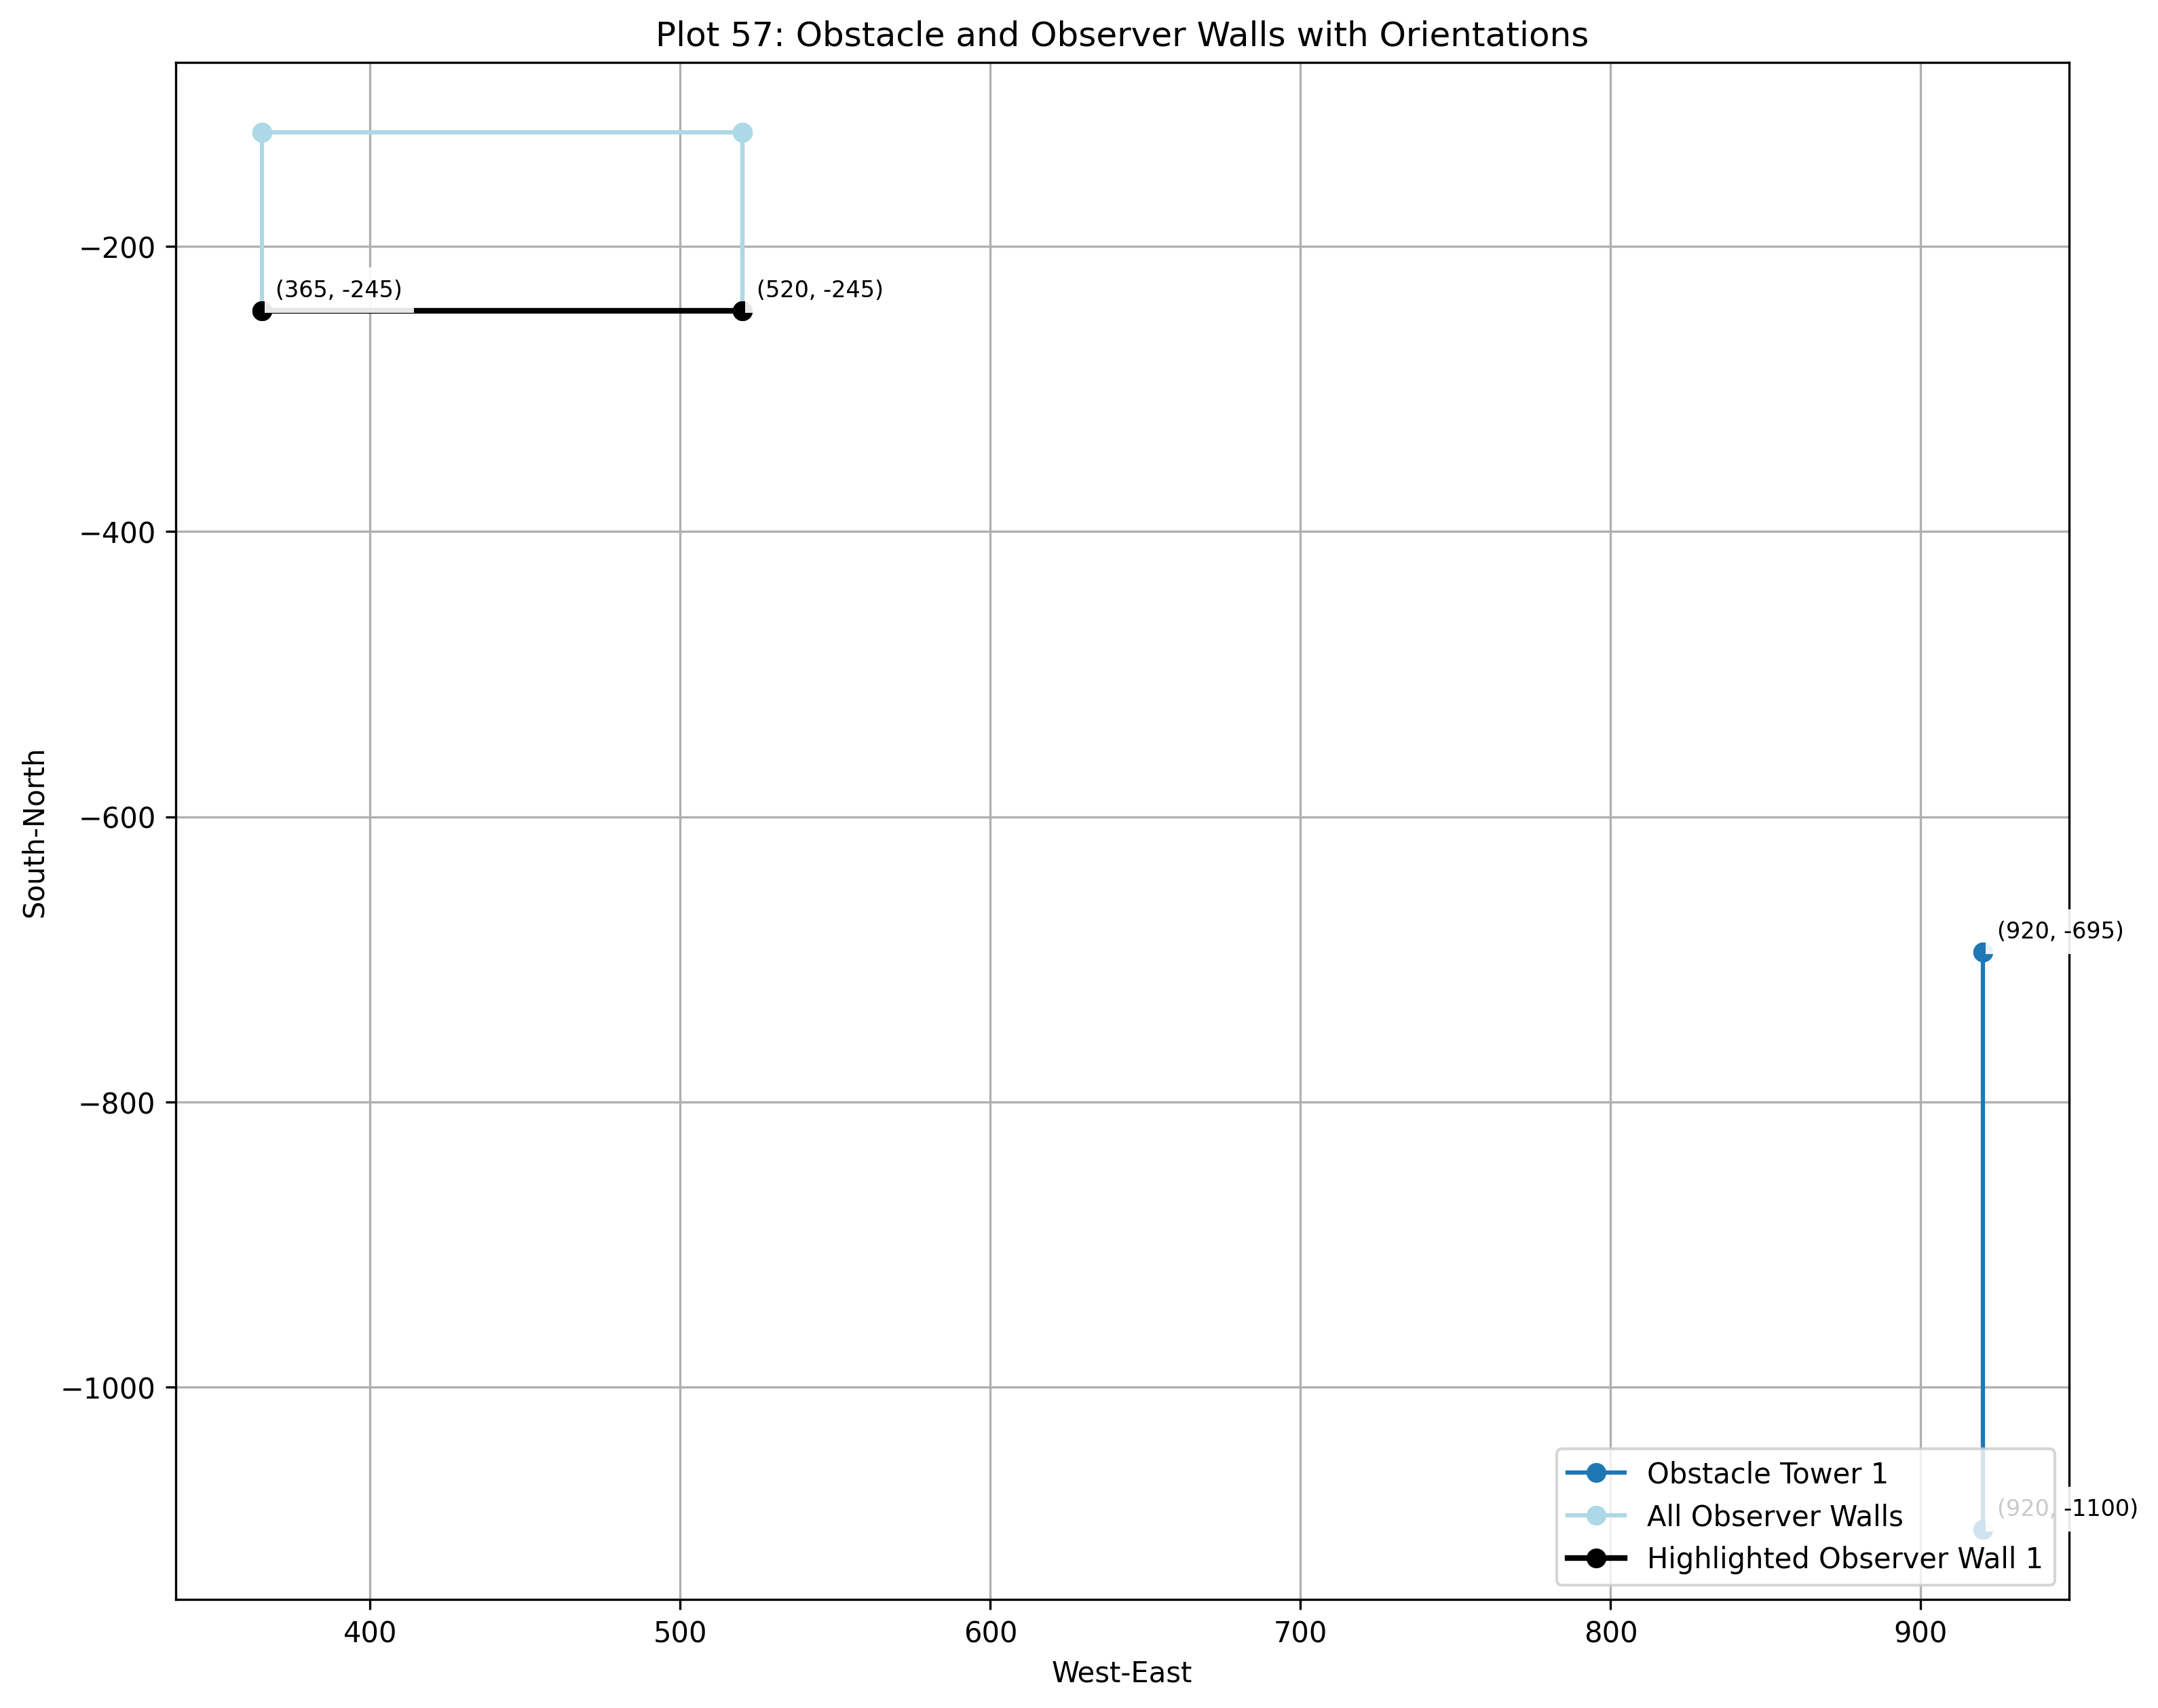 Plot 57: Obstacle and Observer Walls with Orientations
South-North
−200
−400
−600
−800
−1000
(365, -245)
(520, -245)
(920, -695)
(920, -1100)
Obstacle Tower 1
All Observer Walls
Highlighted Observer Wall 1
400
500
600
700
800
900
West-East